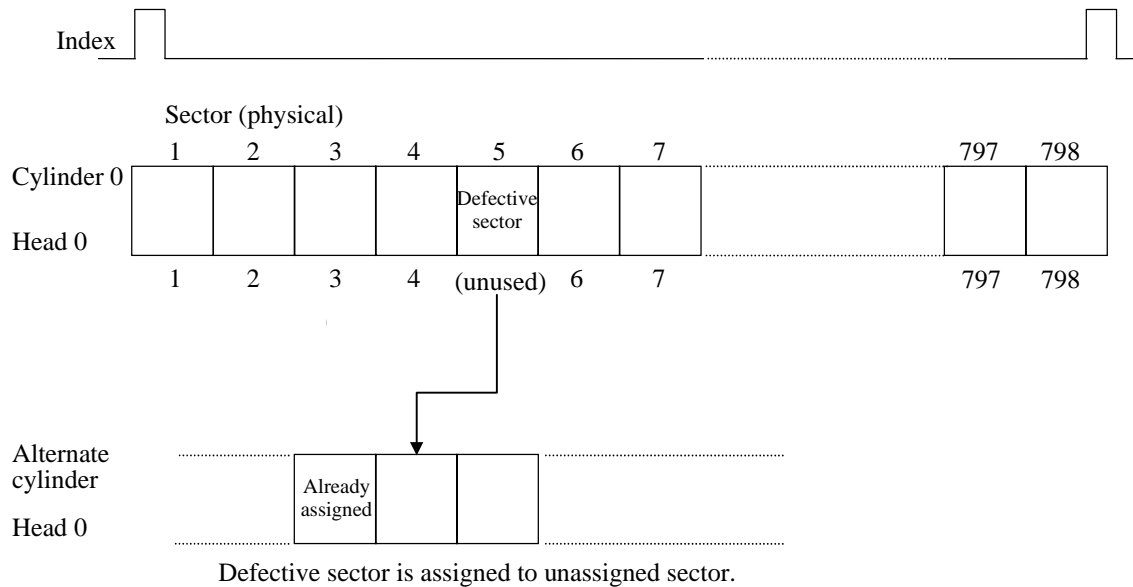 Index
Sector (physical)
1 2 3 4 5 6 7 797 798
Cylinder 0
Defective
sector
Head 0
1 2 3 4 (unused) 6 7 797 798
Alternate
cylinder
Already
assigned
Head 0
Defective sector is assigned to unassigned sector.